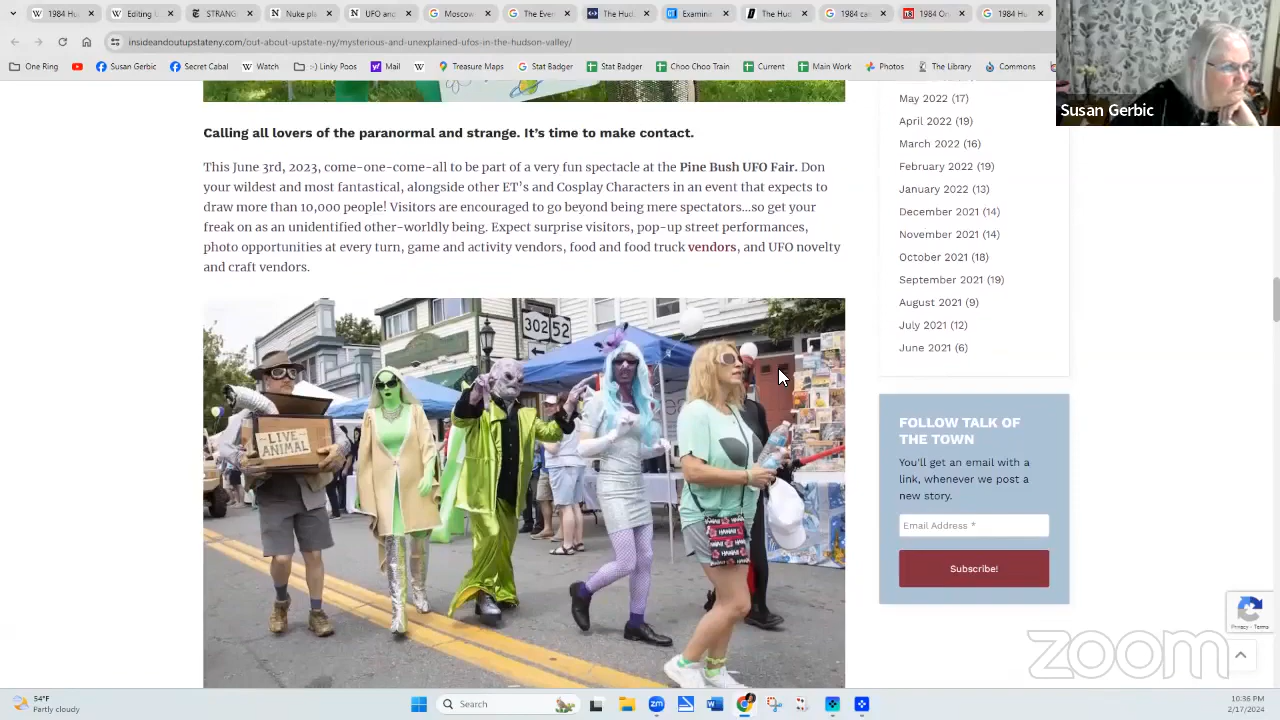 1984 Hu
STRANG
Nuke p
UFO an
Moscow
The Eve
The Hud
Examine
The
1984 ca
1984 On
1984 Hu
insideandoutupstateny/out-about-upstate-ny/mysterious-and-unexplained-ufos-in-the-hudson-valley/
One Ring
Susan Gerbic
Secret Cabal
Watch
:-) Linky Poo
Mail
Treasure Maps
Stat Badger
Stat Badger
Choo Choo Train
Current
Main Work
Photos
The Library
Commons
Susan Gerbic
Calling all lovers of the paranormal and strange. It's time to make contact.
This June 3rd, 2023, come-one-come-all to be part of a very fun spectacle at the Pine Bush UFO Fair. Don
your wildest and most fantastical, alongside other ET's and Cosplay Characters in an event that expects to
draw more than 10,000 people! Visitors are encouraged to go beyond being mere spectators...so get your
freak on as an unidentified other-worldly being. Expect surprise visitors, pop-up street performances,
photo opportunities at every turn, game and activity vendors, food and food truck vendors, and UFO novelty
and craft vendors.
302 52
LIVE
ANIMAL
HAWAII
May 2022 (17)
April 2022 (19)
March 2022 (16)
February 2022 (19)
January 2022 (13)
December 2021 (14)
November 2021 (14)
October 2021 (18)
September 2021 (19)
August 2021 (9)
July 2021 (12)
June 2021 (6)
FOLLOW TALK OF
THE TOWN
You'll get an email with a
link, whenever we post a
new story.
Email Address *
Subscribe!
Privacy - Terms
zoom
54°F
Partly cloudy
Search
10:36 PM
2/17/2024